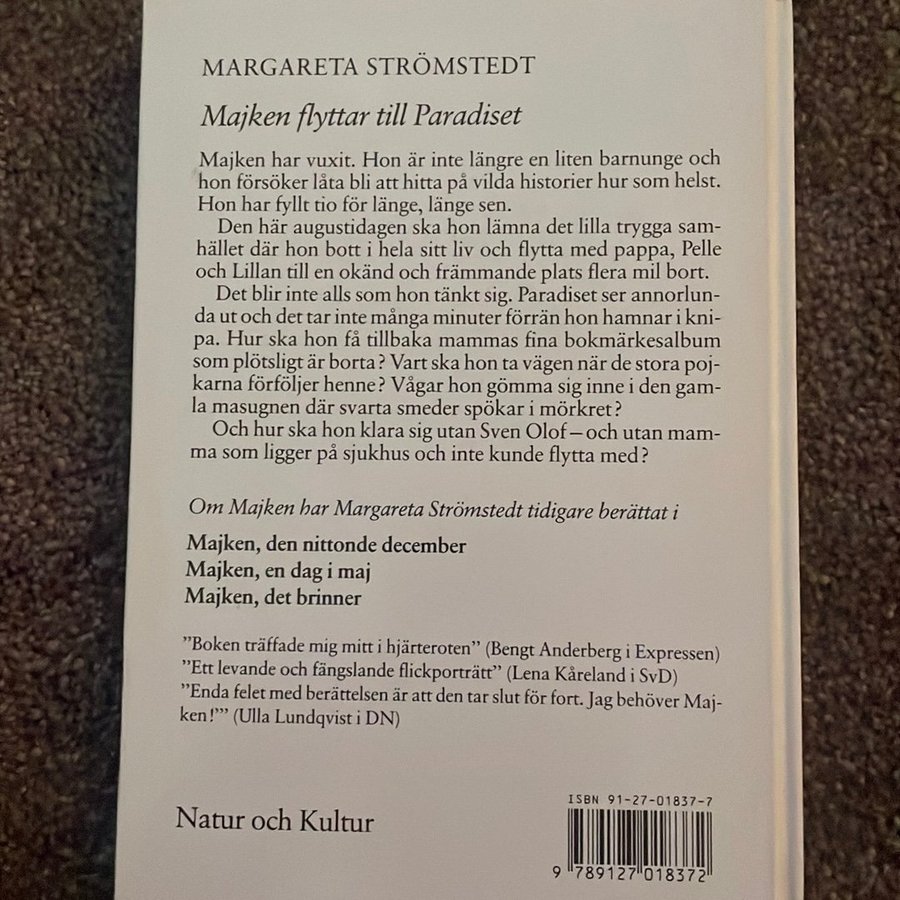 MARGARETA STRÖMSTEDT
Majken flyttar till Paradiset
Majken har vuxit. Hon är inte längre en liten barnunge och
hon försöker låta bli att hitta på vilda historier hur som helst.
Hon har fyllt tio för länge, länge sen.
Den här augustidagen ska hon lämna det lilla trygga sam-
hället där hon bott i hela sitt liv och flytta med pappa, Pelle
och Lillan till en okänd och främmande plats flera mil bort.
Det blir inte alls som hon tänkt sig. Paradiset ser annorlun-
da ut och det tar inte många minuter förrän hon hamnar i kni-
pa. Hur ska hon få tillbaka mammas fina bokmärkesalbum
som plötsligt är borta? Vart ska hon ta vägen när de stora poj-
karna förföljer henne? Vågar hon gömma sig inne i den gam-
la masugnen där svarta smeder spökar i mörkret?
Och hur ska hon klara sig utan Sven Olof – och utan mam-
ma som ligger på sjukhus och inte kunde flytta med?
Om Majken har Margareta Strömstedt tidigare berättat i
Majken, den nittonde december
Majken, en dag i maj
Majken, det brinner
”Boken träffade mig mitt i hjärteroten” (Bengt Anderberg i Expressen)
”Ett levande och fängslande flickporträtt” (Lena Kåreland i SvD)
”Enda felet med berättelsen är att den tar slut för fort. Jag behöver Maj-
ken!”’ (Ulla Lundqvist i DN)
ISBN 91-27-01837-7
Natur och Kultur
9 789127 018372